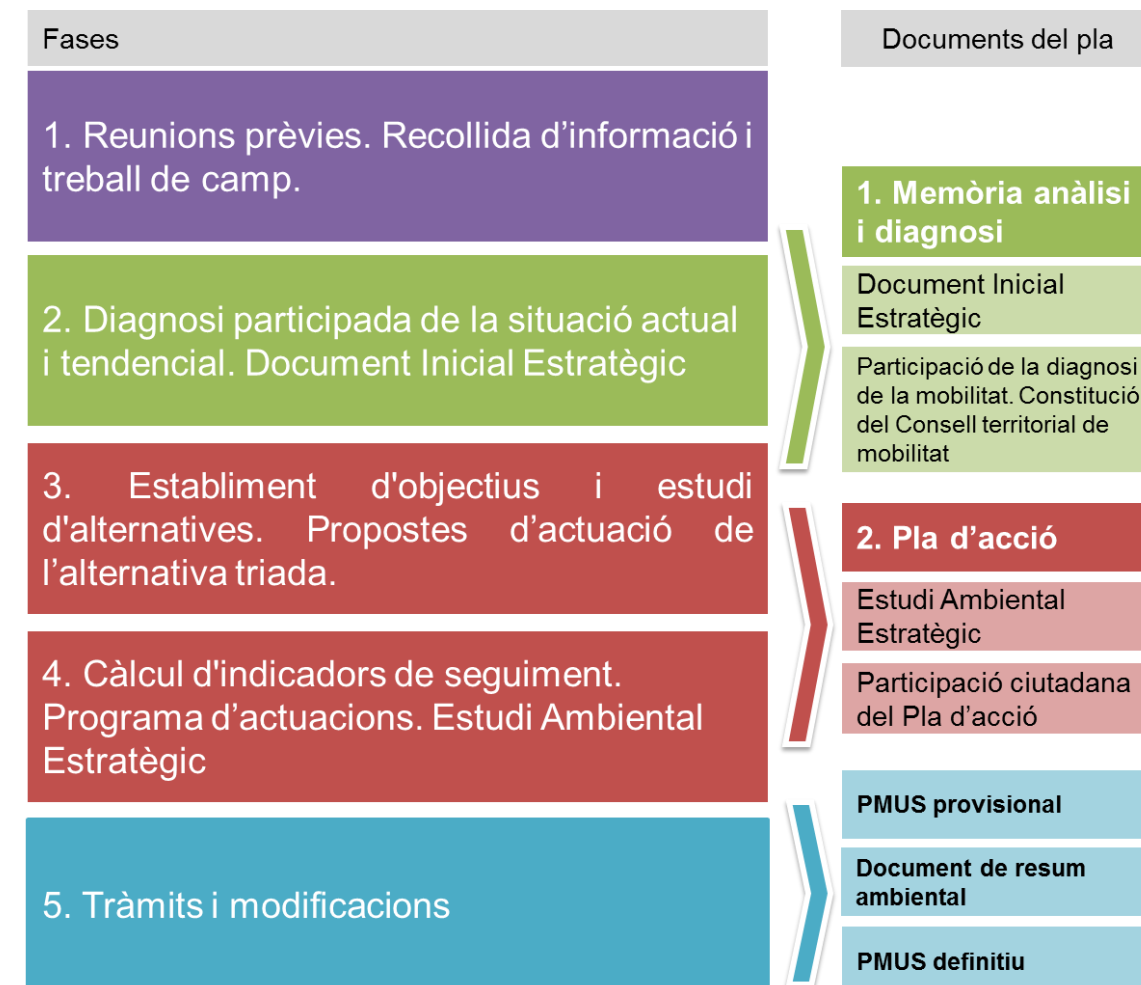 Fases
1. Reunions prèvies. Recollida d’informació i
treball de camp.
2. Diagnosi participada de la situació actual
i tendencial. Document Inicial Estratègic
3. Establiment d'objectius i estudi
d'alternatives. Propostes d’actuació de
l’alternativa triada.
4. Càlcul d'indicadors de seguiment.
Programa d’actuacions. Estudi Ambiental
Estratègic
5. Tràmits i modificacions
Documents del pla
1. Memòria anàlisi
i diagnosi
Document Inicial
Estratègic
Participació de la diagnosi
de la mobilitat. Constitució
del Consell territorial de
mobilitat
2. Pla d’acció
Estudi Ambiental
Estratègic
Participació ciutadana
del Pla d’acció
PMUS provisional
Document de resum
ambiental
PMUS definitiu